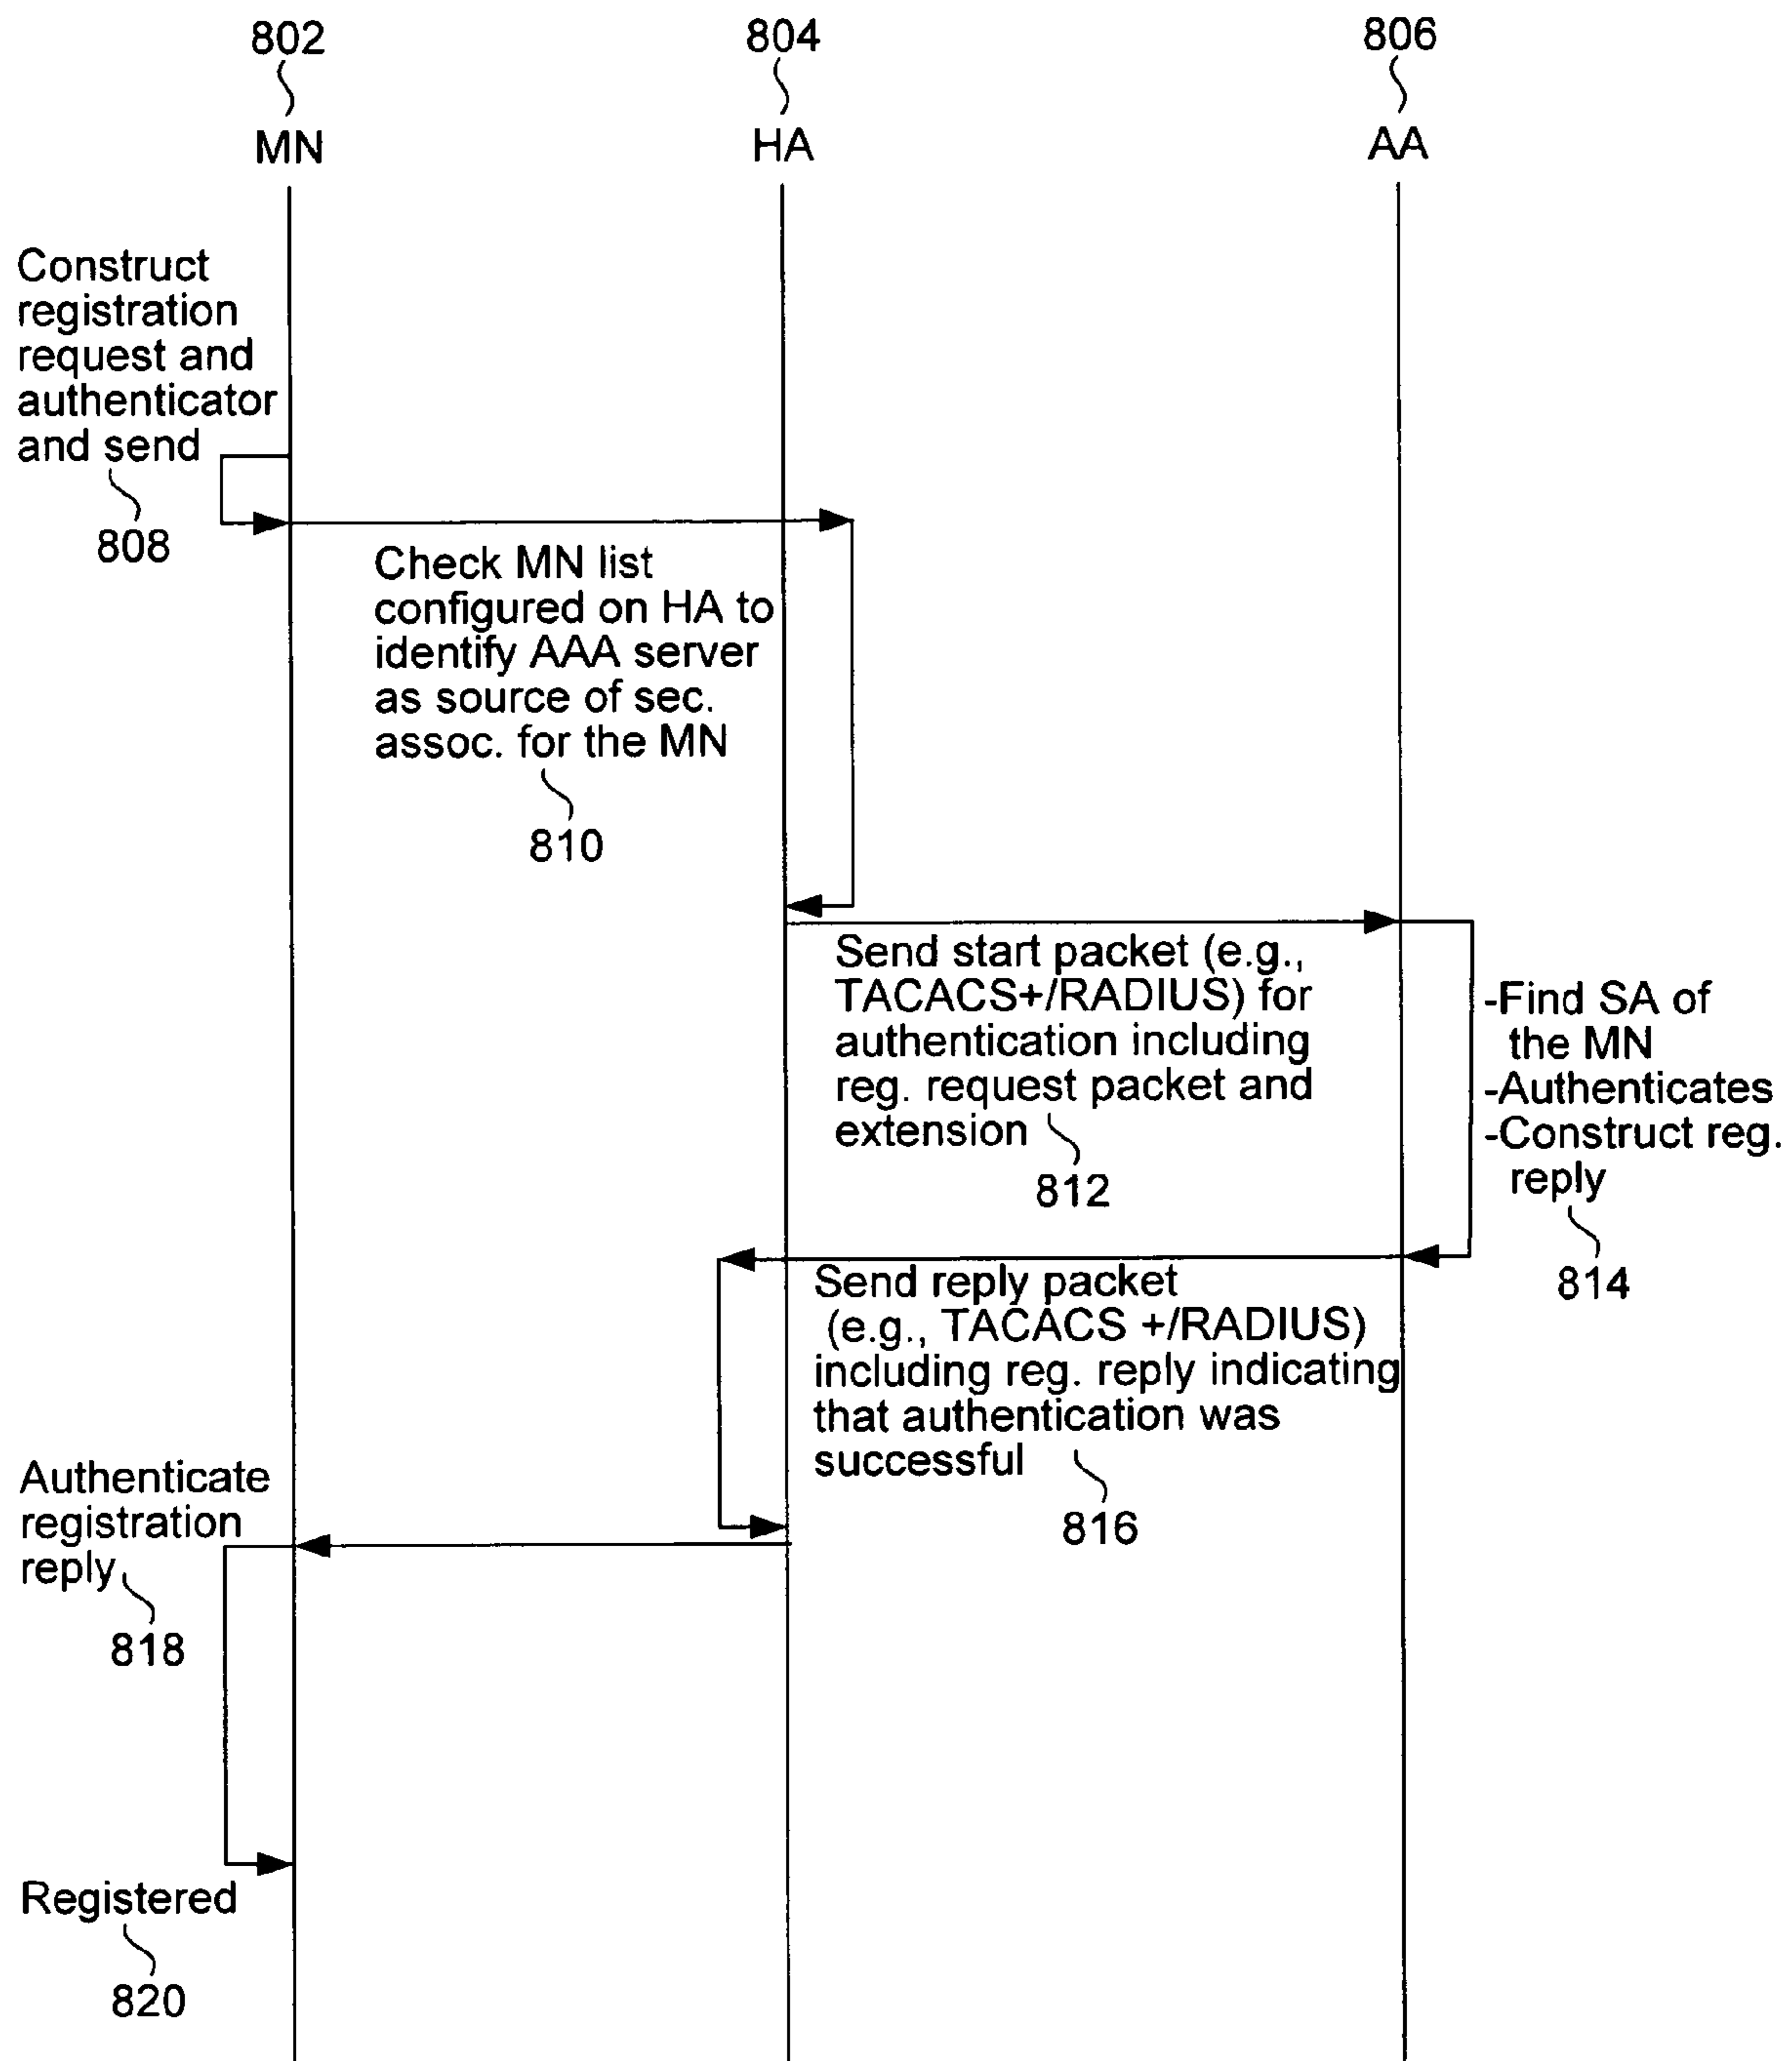 802
804
806
MN
HA
AA
Construct
registration
request and
authenticator
and send
808
Check MN list
configured on HA to
identify AAA server
as source of sec.
assoc. for the MN
810
Send start packet (e.g.,
TACACS+/RADIUS) for
authentication including
reg. request packet and
extension
812
-Find SA of
the MN
-Authenticates
-Construct reg.
reply
814
Send reply packet
(e.g., TACACS +/RADIUS)
including reg. reply indicating
that authentication was
successful
816
Authenticate
registration
reply
818
Registered
820